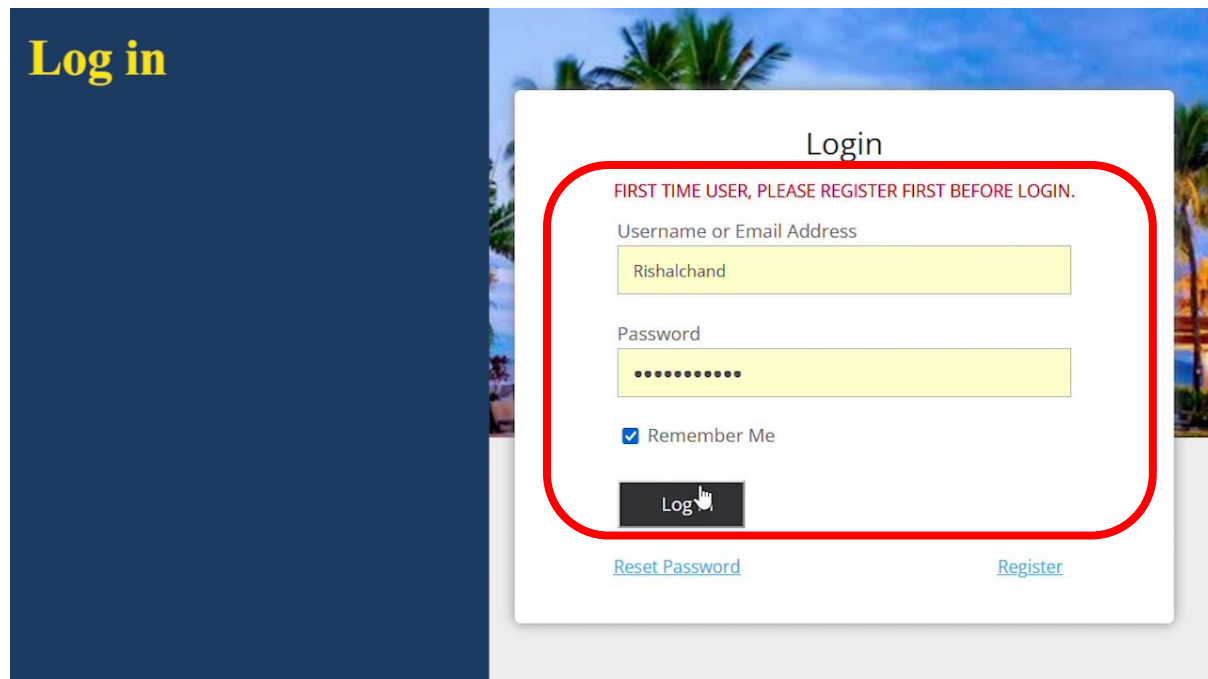 Log in
Login
FIRST TIME USER, PLEASE REGISTER FIRST BEFORE LOGIN.
Username or Email Address
Rishalchand
Password
•••••••••••
Remember Me
Log
Reset Password Register